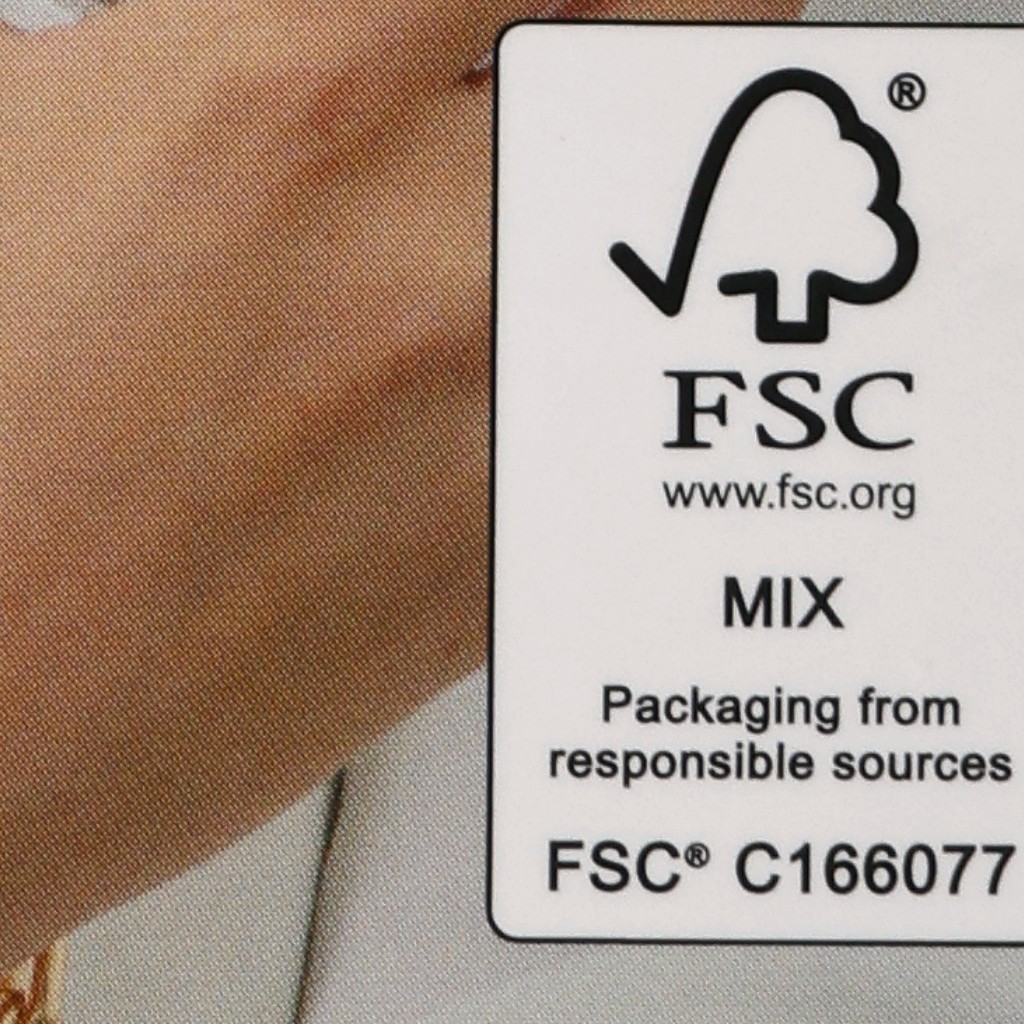 ®
FSC
www.fsc.org
MIX
Packaging from
responsible sources
FSC® C166077